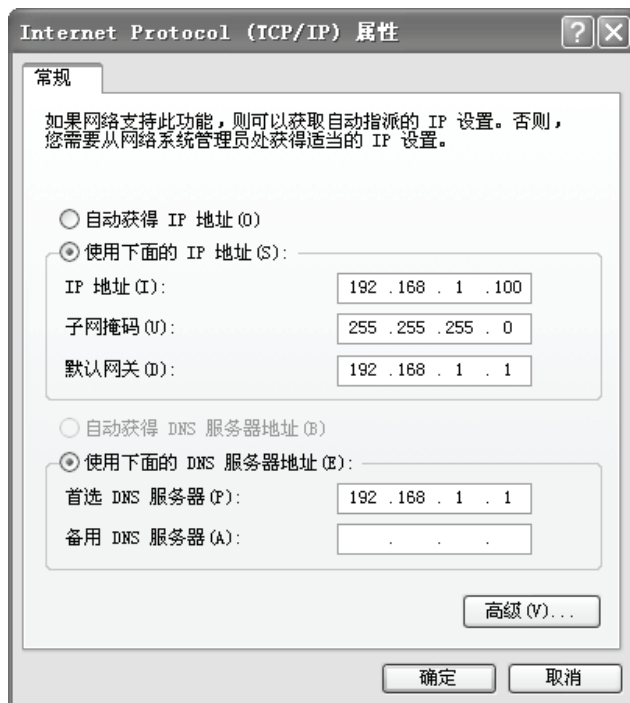 Internet Protocol (TCP/IP) 属性
常规
如果网络支持此功能，则可以获取自动指派的 IP 设置。否则，
您需要从网络系统管理员处获得适当的 IP 设置。
自动获得 IP 地址(O)
使用下面的 IP 地址(S):
IP 地址(I): 192 .168 . 1 .100
子网掩码(U): 255 .255 .255 . 0
默认网关(D): 192 .168 . 1 . 1
自动获得 DNS 服务器地址(B)
使用下面的 DNS 服务器地址(E):
首选 DNS 服务器(P): 192 .168 . 1 . 1
备用 DNS 服务器(A): . . .
高级(V)...
确定 取消